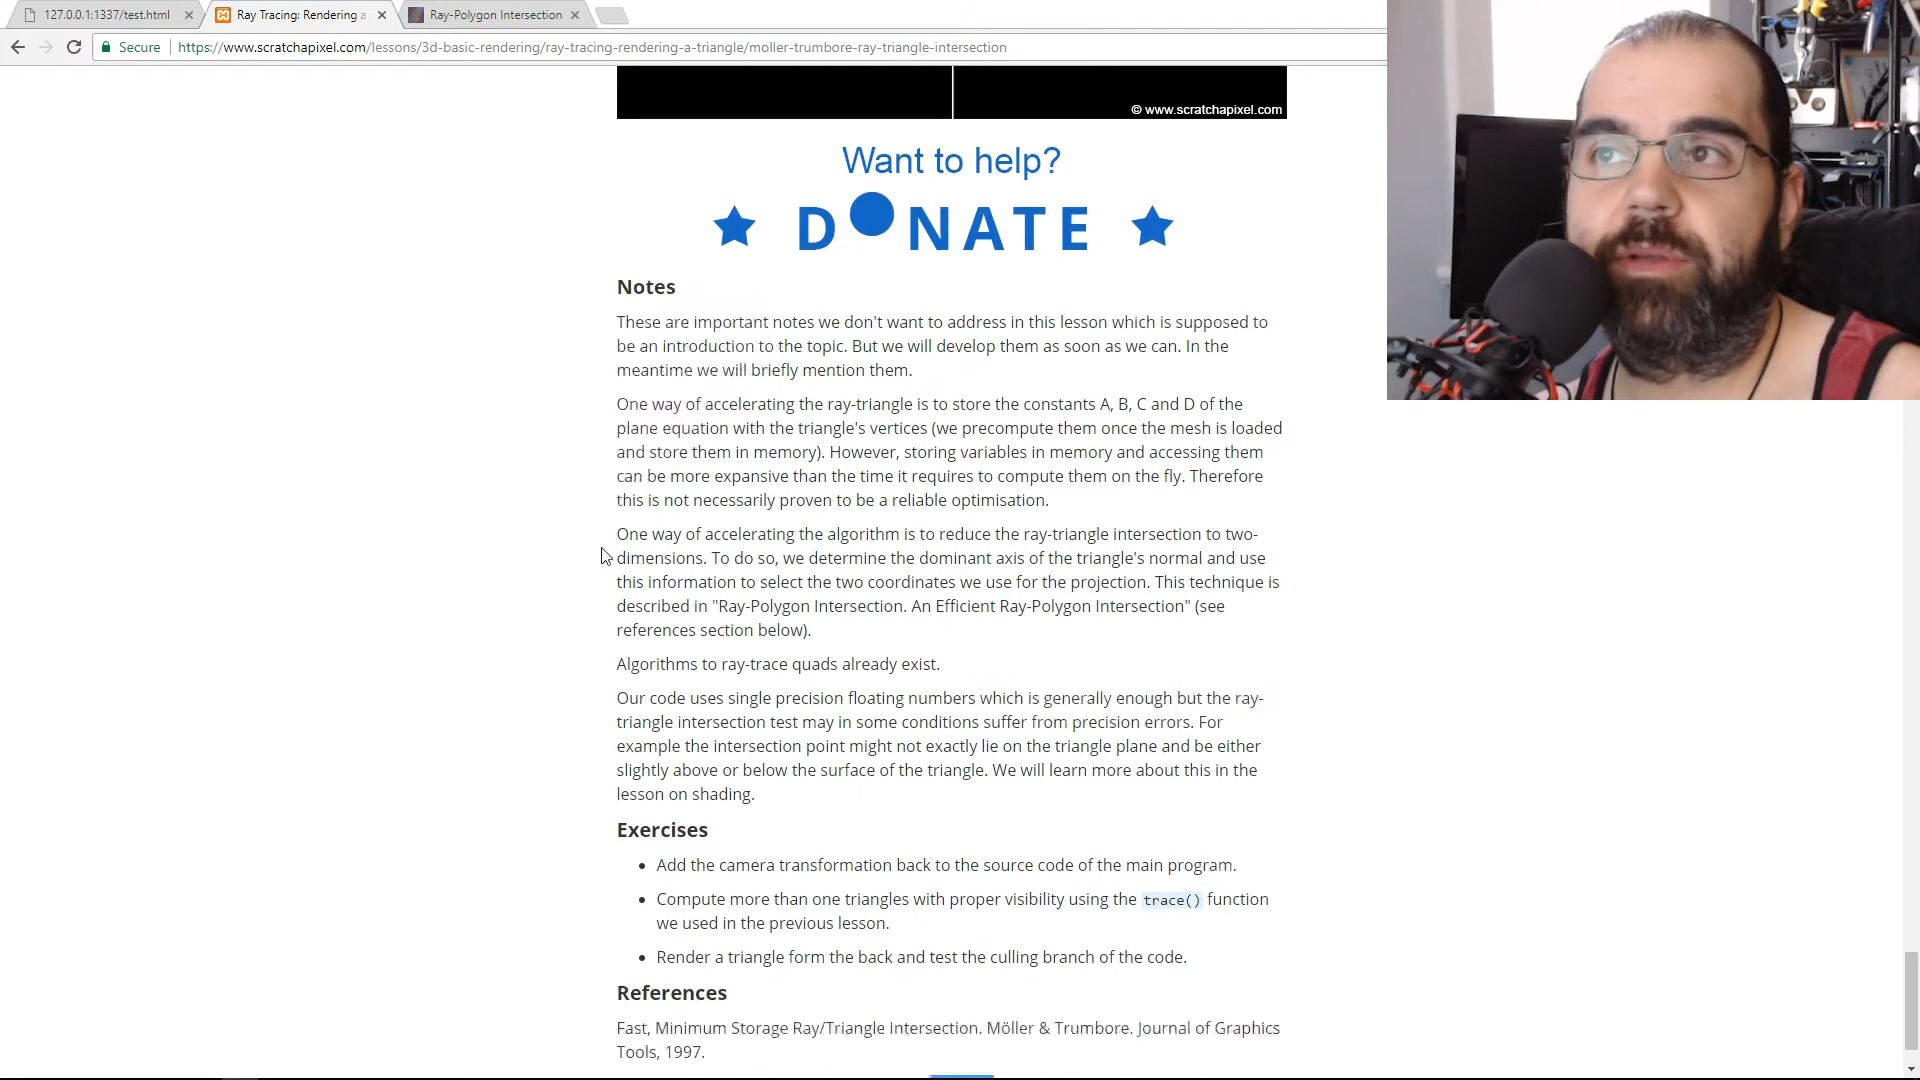 127.0.0.1:1337/test.html
Ray Tracing: Rendering a
Ray-Polygon Intersection
Secure
https://www.scratchapixel.com/lessons/3d-basic-rendering/ray-tracing-rendering-a-triangle/moller-trumbore-ray-triangle-intersection
© www.scratchapixel.com
Want to help?
DONATE
Notes
These are important notes we don't want to address in this lesson which is supposed to
be an introduction to the topic. But we will develop them as soon as we can. In the
meantime we will briefly mention them.
One way of accelerating the ray-triangle is to store the constants A, B, C and D of the
plane equation with the triangle's vertices (we precompute them once the mesh is loaded
and store them in memory). However, storing variables in memory and accessing them
can be more expansive than the time it requires to compute them on the fly. Therefore
this is not necessarily proven to be a reliable optimisation.
One way of accelerating the algorithm is to reduce the ray-triangle intersection to two-
dimensions. To do so, we determine the dominant axis of the triangle's normal and use
this information to select the two coordinates we use for the projection. This technique is
described in "Ray-Polygon Intersection. An Efficient Ray-Polygon Intersection" (see
references section below).
Algorithms to ray-trace quads already exist.
Our code uses single precision floating numbers which is generally enough but the ray-
triangle intersection test may in some conditions suffer from precision errors. For
example the intersection point might not exactly lie on the triangle plane and be either
slightly above or below the surface of the triangle. We will learn more about this in the
lesson on shading.
Exercises
• Add the camera transformation back to the source code of the main program.
• Compute more than one triangles with proper visibility using the trace() function
we used in the previous lesson.
• Render a triangle form the back and test the culling branch of the code.
References
Fast, Minimum Storage Ray/Triangle Intersection. Möller & Trumbore. Journal of Graphics
Tools, 1997.